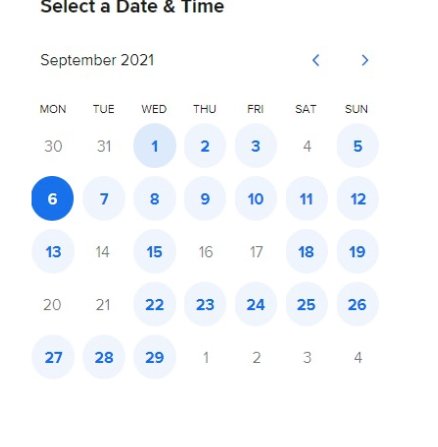 Select a Date & Time
September 2021
MON TUE WED THU FRI SAT SUN
30 31 1 2 3 4 5
6 7 8 9 10 11 12
13 14 15 16 17 18 19
20 21 22 23 24 25 26
27 28 29 1 2 3 4